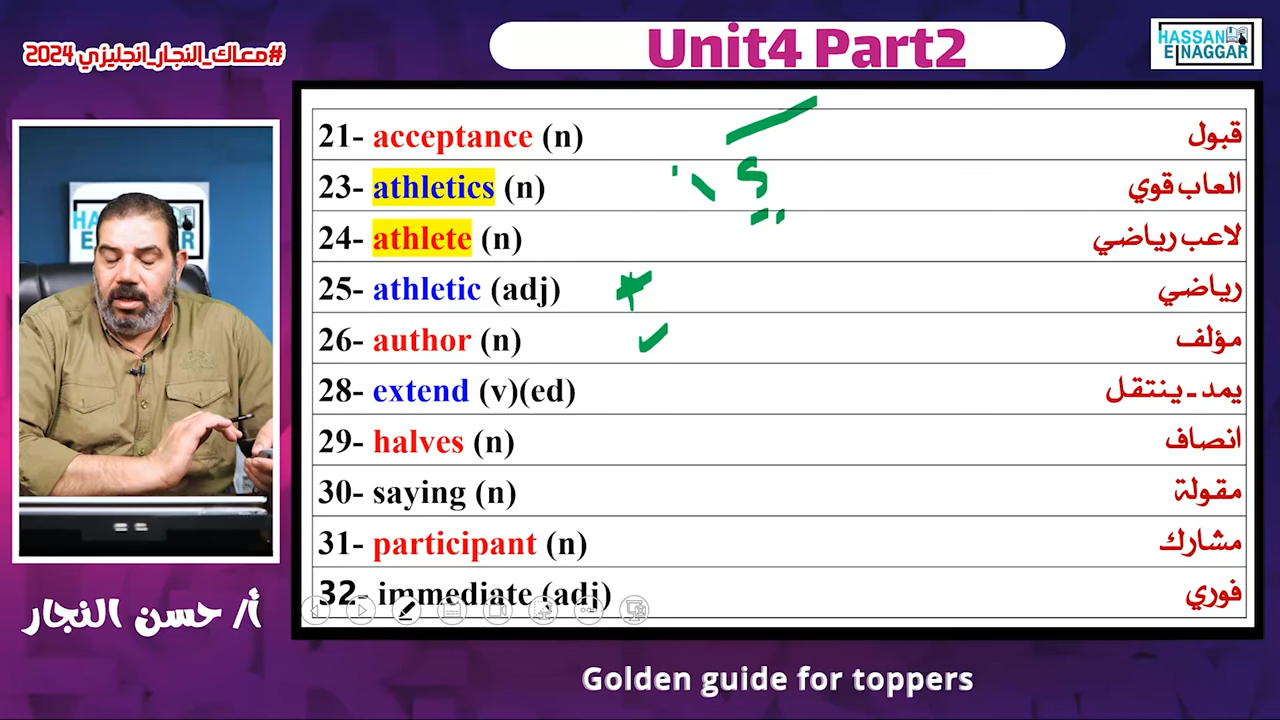 #معاك_النجار_انجليزي 2024
Unit4 Part2
HASSAN
ElNAGGAR
21- acceptance (n) قبول
23- athletics (n) العاب قوي
24- athlete (n) لاعب رياضي
25- athletic (adj) رياضي
26- author (n) مؤلف
28- extend (v)(ed) يمد - ينتقل
29- halves (n) انصاف
30- saying (n) مقولة
31- participant (n) مشارك
32- immediate (adj) فوري
أ/ حسن النجار
Golden guide for toppers